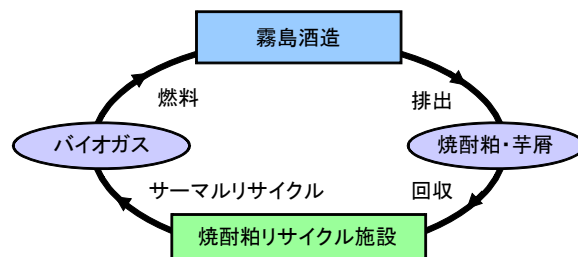 霧島酒造
燃料
排出
バイオガス
焼酎粕・芋屑
サーマルリサイクル
回収
焼酎粕リサイクル施設